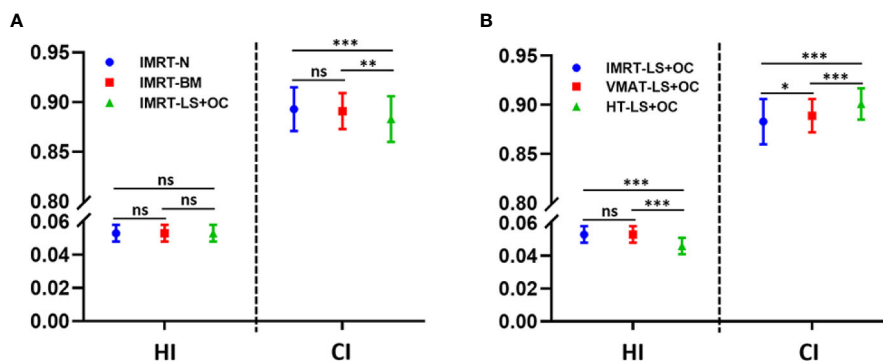 A
0.95
0.90
0.85
0.80
0.06
0.04
0.02
0.00
IMRT-N
IMRT-BM
IMRT-LS+OC
***
ns
**
ns
ns
ns
HI
CI
B
0.95
0.90
0.85
0.80
0.06
0.04
0.02
0.00
IMRT-LS+OC
VMAT-LS+OC
HT-LS+OC
***
*
***
***
ns
***
HI
CI